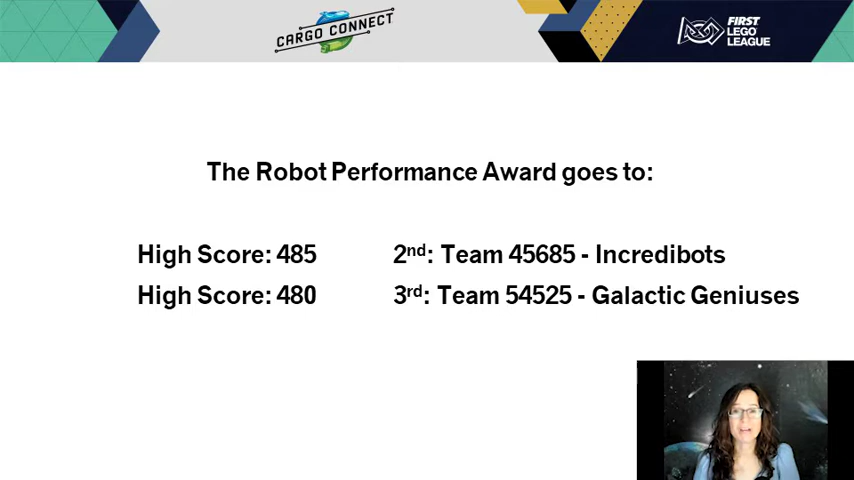 CARGO CONNECT
FIRST
LEGO
LEAGUE
The Robot Performance Award goes to:
High Score: 485 2nd: Team 45685 - Incredibots
High Score: 480 3rd: Team 54525 - Galactic Geniuses